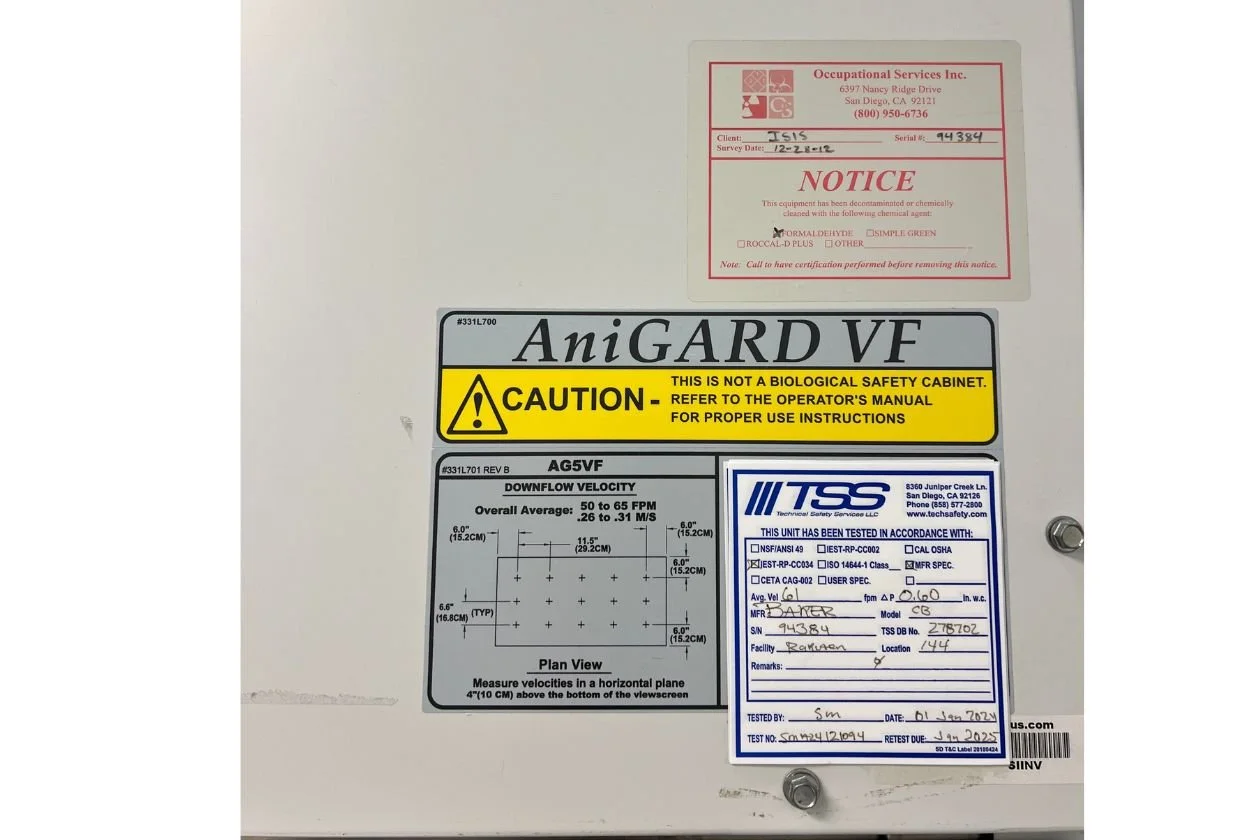 Occupational Services Inc.
6397 Nancy Ridge Drive
San Diego, CA 92121
(800) 950-6736
Client: ISIS Serial #: 94384
Survey Date: 12-28-12
NOTICE
This equipment has been decontaminated or chemically
cleaned with the following chemical agent:
FORMALDEHYDE SIMPLE GREEN
ROCCAL-D PLUS OTHER
Note: Call to have certification performed before removing this notice.
#331L700
AniGARD VF
CAUTION -
THIS IS NOT A BIOLOGICAL SAFETY CABINET.
REFER TO THE OPERATOR'S MANUAL
FOR PROPER USE INSTRUCTIONS
#331L701 REV B
AG5VF
DOWNFLOW VELOCITY
Overall Average: 50 to 65 FPM
.26 to .31 M/S
6.0"
(15.2CM)
11.5"
(29.2CM)
6.0"
(15.2CM)
6.0"
(15.2CM)
6.6"
(16.8CM) (TYP)
6.0"
(15.2CM)
Plan View
Measure velocities in a horizontal plane
4"(10 CM) above the bottom of the viewscreen
TSS
Technical Safety Services LLC
8360 Juniper Creek Ln.
San Diego, CA 92126
Phone (858) 577-2800
www.techsafety.com
THIS UNIT HAS BEEN TESTED IN ACCORDANCE WITH:
NSF/ANSI 49 IEST-RP-CC002 CAL OSHA
IEST-RP-CC034 ISO 14644-1 Class MFR SPEC.
CETA CAG-002 USER SPEC.
Avg. Vel 61 fpm Δ P 0.60 in. w.c.
MFR BAKER Model CB
S/N 94384 TSS DB No. 278702
Facility Rakuten Location 144
Remarks:
TESTED BY: Sm DATE: 01 Jan 2024
TEST NO: RETEST DUE: Jan 2025
SD T&C Label 20180424
us.com
SIINV